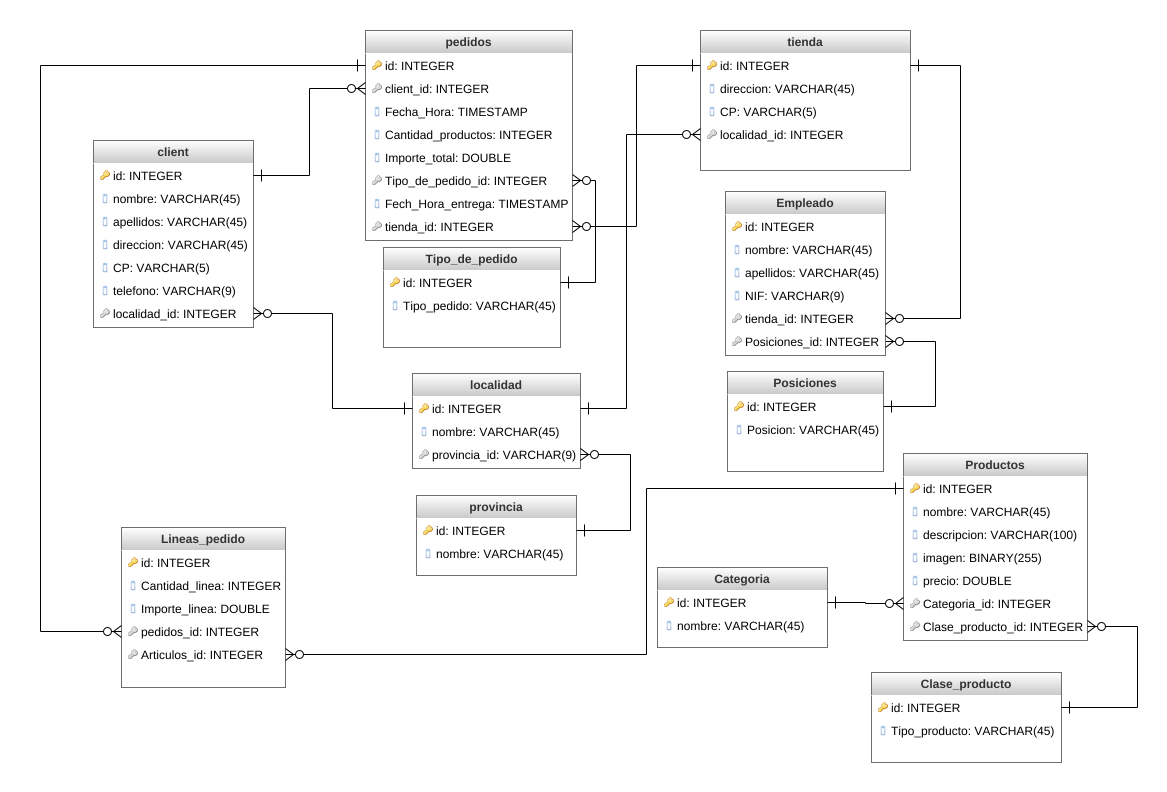 pedidos
id: INTEGER
client_id: INTEGER
Fecha_Hora: TIMESTAMP
Cantidad_productos: INTEGER
Importe_total: DOUBLE
Tipo_de_pedido_id: INTEGER
Fech_Hora_entrega: TIMESTAMP
tienda_id: INTEGER
tienda
id: INTEGER
direccion: VARCHAR(45)
CP: VARCHAR(5)
localidad_id: INTEGER
client
id: INTEGER
nombre: VARCHAR(45)
apellidos: VARCHAR(45)
direccion: VARCHAR(45)
CP: VARCHAR(5)
telefono: VARCHAR(9)
localidad_id: INTEGER
Empleado
id: INTEGER
nombre: VARCHAR(45)
apellidos: VARCHAR(45)
NIF: VARCHAR(9)
tienda_id: INTEGER
Posiciones_id: INTEGER
Tipo_de_pedido
id: INTEGER
Tipo_pedido: VARCHAR(45)
localidad
id: INTEGER
nombre: VARCHAR(45)
provincia_id: VARCHAR(9)
Posiciones
id: INTEGER
Posicion: VARCHAR(45)
Productos
id: INTEGER
nombre: VARCHAR(45)
descripcion: VARCHAR(100)
imagen: BINARY(255)
precio: DOUBLE
Categoria_id: INTEGER
Clase_producto_id: INTEGER
provincia
id: INTEGER
nombre: VARCHAR(45)
Lineas_pedido
id: INTEGER
Cantidad_linea: INTEGER
Importe_linea: DOUBLE
pedidos_id: INTEGER
Articulos_id: INTEGER
Categoria
id: INTEGER
nombre: VARCHAR(45)
Clase_producto
id: INTEGER
Tipo_producto: VARCHAR(45)